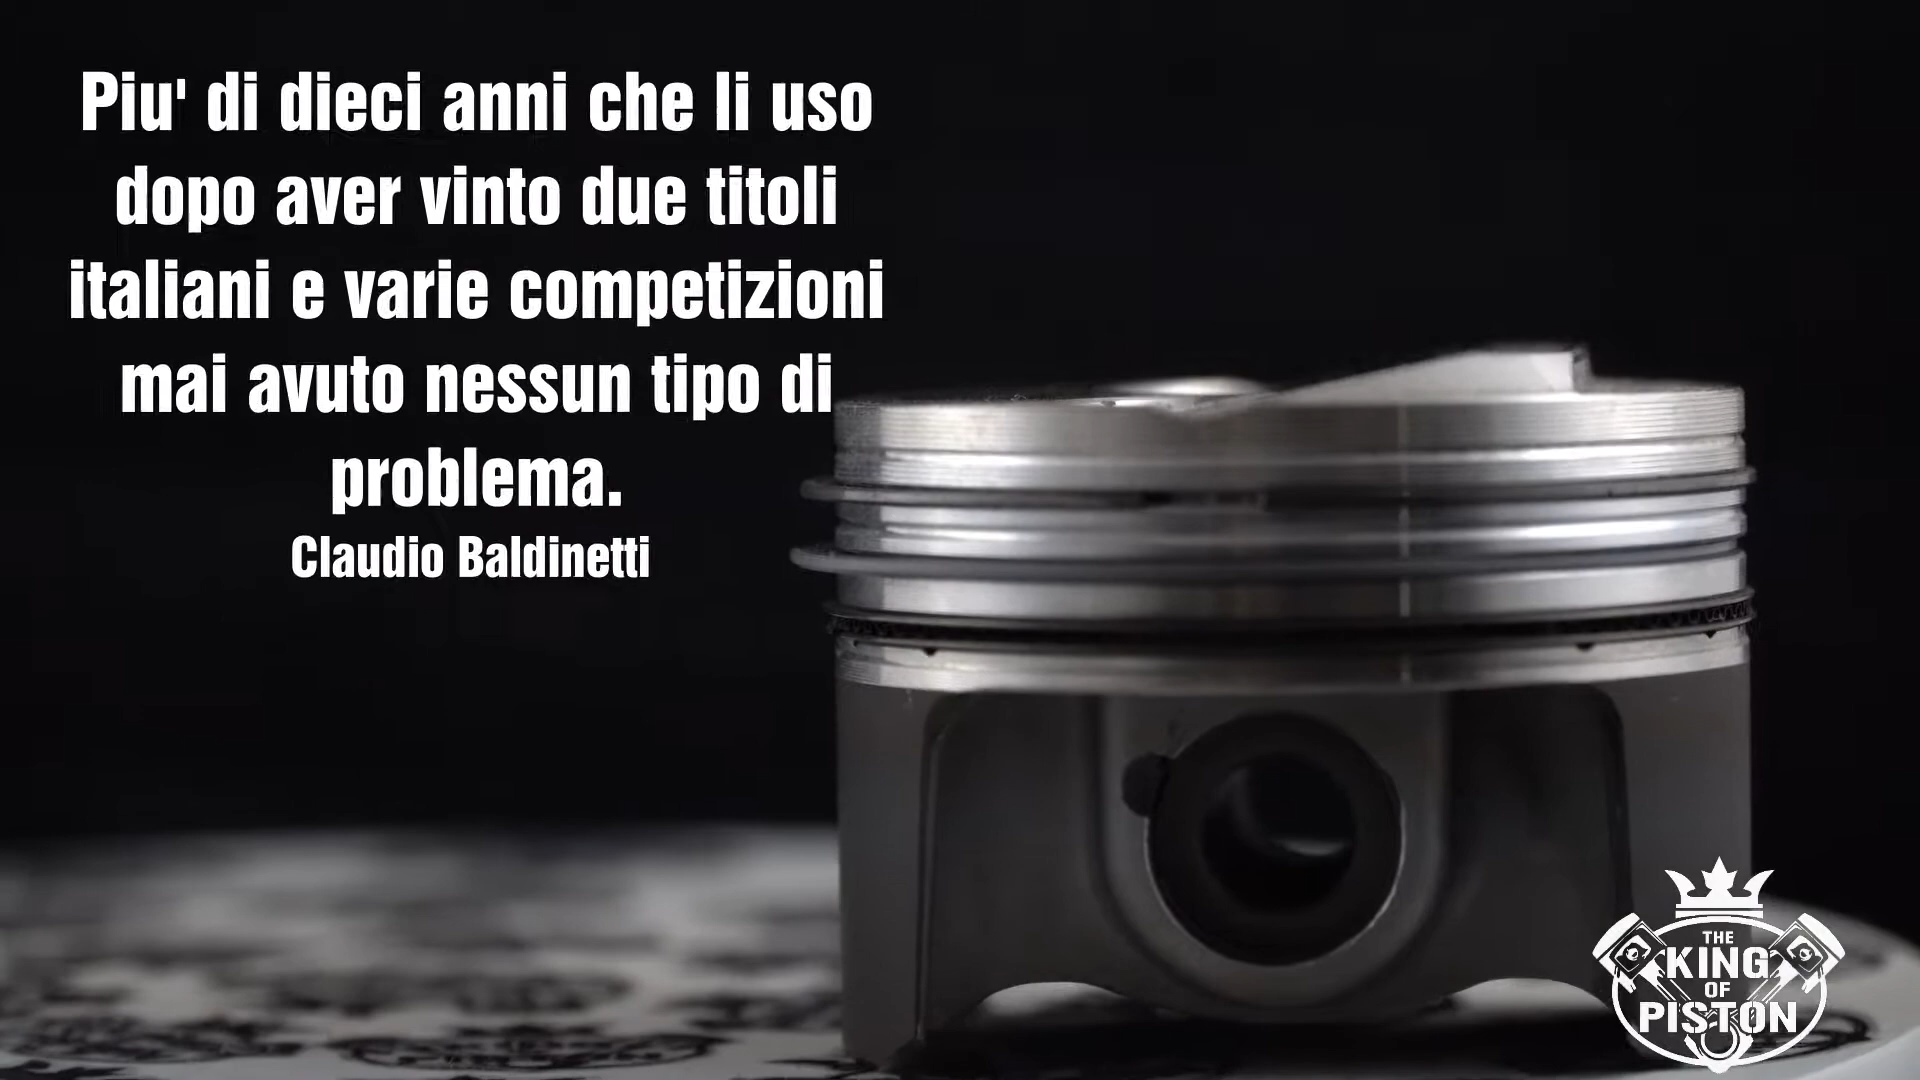 Piu' di dieci anni che li uso
dopo aver vinto due titoli
italiani e varie competizioni
mai avuto nessun tipo di
problema.
Claudio Baldinetti
THE
KING
OF
PISTON